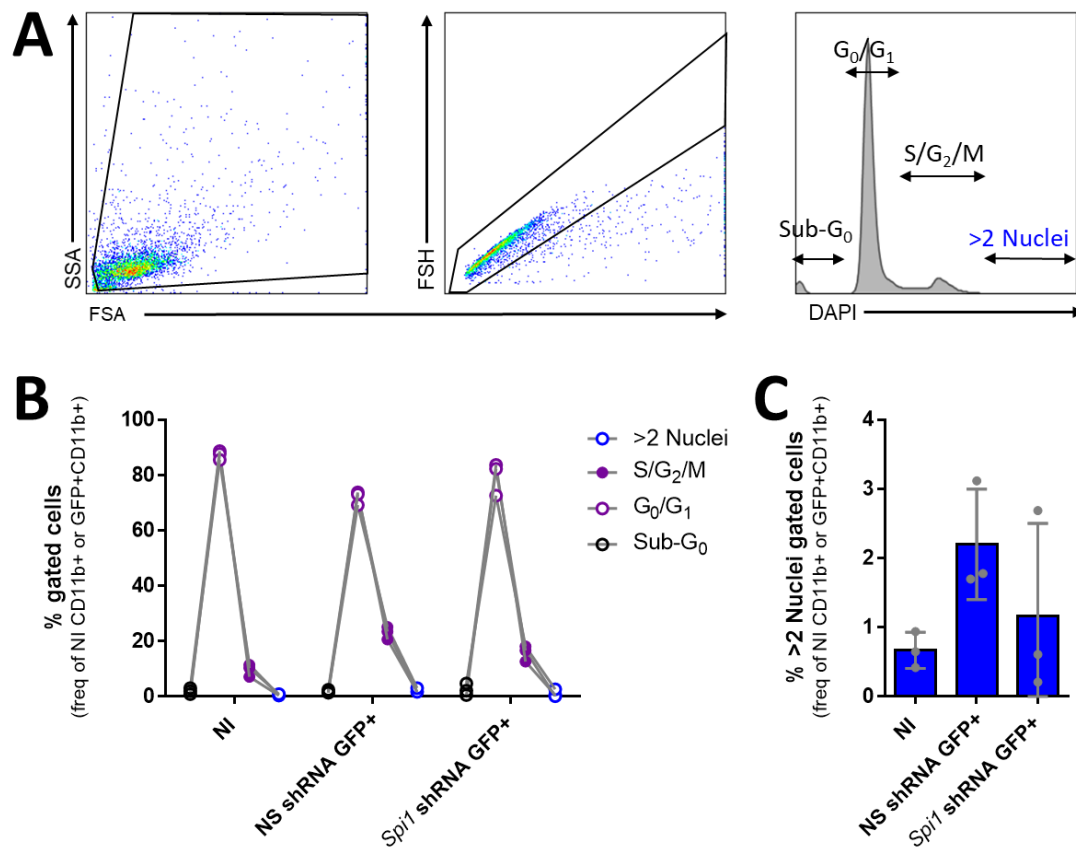 A
SSA
FSA
FSH
G0/G1
S/G2/M
Sub-G0
>2 Nuclei
DAPI
B
% gated cells
(freq of NI CD11b+ or GFP+CD11b+)
100
80
60
40
20
0
NI
NS shRNA GFP+
Spi1 shRNA GFP+
>2 Nuclei
S/G2/M
G0/G1
Sub-G0
C
% >2 Nuclei gated cells
(freq of NI CD11b+ or GFP+CD11b+)
4
3
2
1
0
NI
NS shRNA GFP+
Spi1 shRNA GFP+